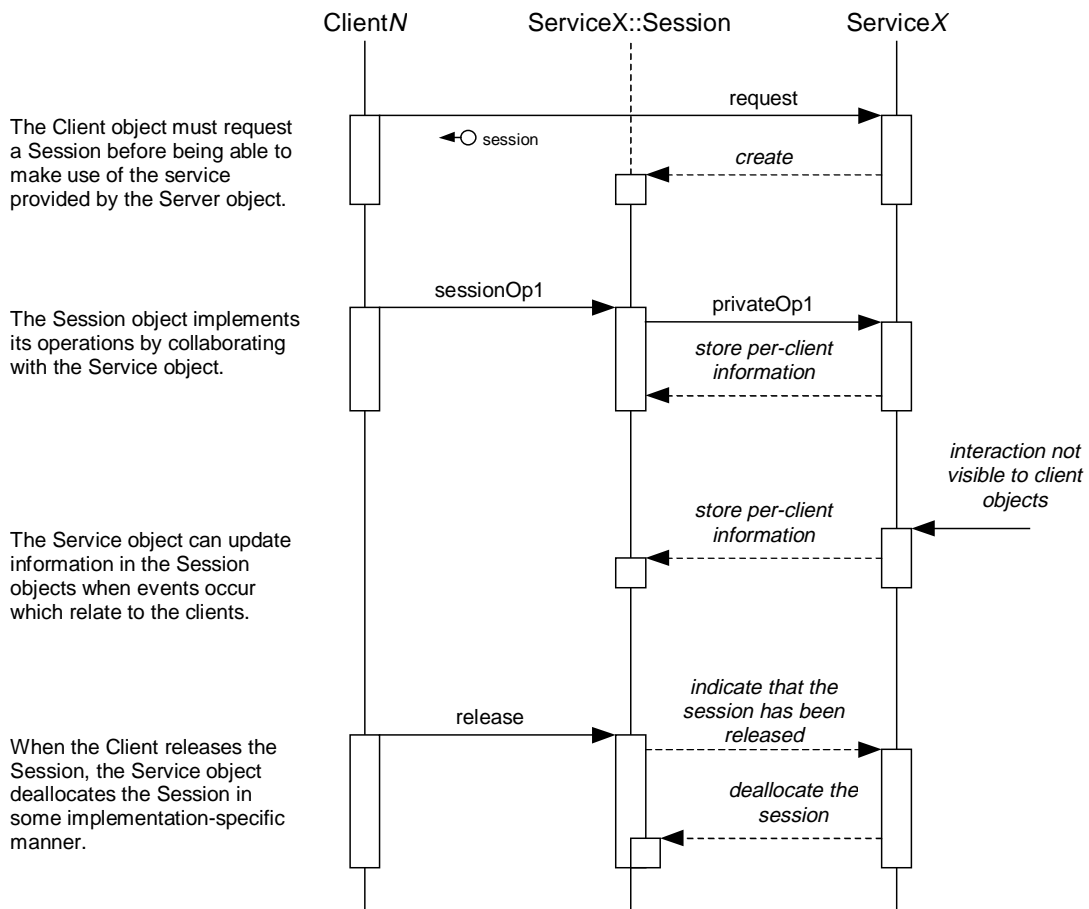 ClientN ServiceX::Session ServiceX
request
The Client object must request
a Session before being able to
make use of the service
provided by the Server object.
session
create
sessionOp1
privateOp1
The Session object implements
its operations by collaborating
with the Service object.
store per-client
information
interaction not
visible to client
objects
store per-client
information
The Service object can update
information in the Session
objects when events occur
which relate to the clients.
indicate that the
session has been
released
release
When the Client releases the
Session, the Service object
deallocates the Session in
some implementation-specific
manner.
deallocate the
session